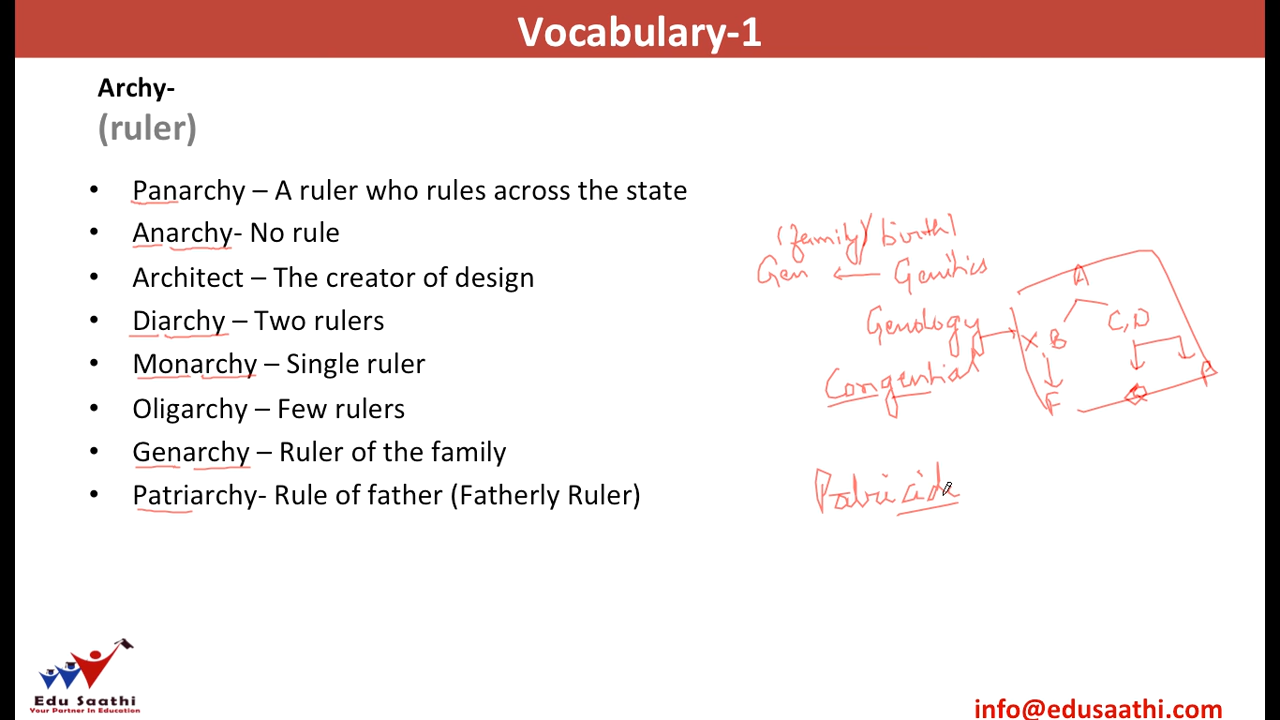 Vocabulary-1
Archy-
(ruler)
• Panarchy – A ruler who rules across the state
• Anarchy- No rule
• Architect – The creator of design
• Diarchy – Two rulers
• Monarchy – Single ruler
• Oligarchy – Few rulers
• Genarchy – Ruler of the family
• Patriarchy- Rule of father (Fatherly Ruler)
(family/birth)
Gen ← Genitics
Genology
Congential
A
X B C,D
F
P
Patricide
Edu Saathi
Your Partner In Education
info@edusaathi.com